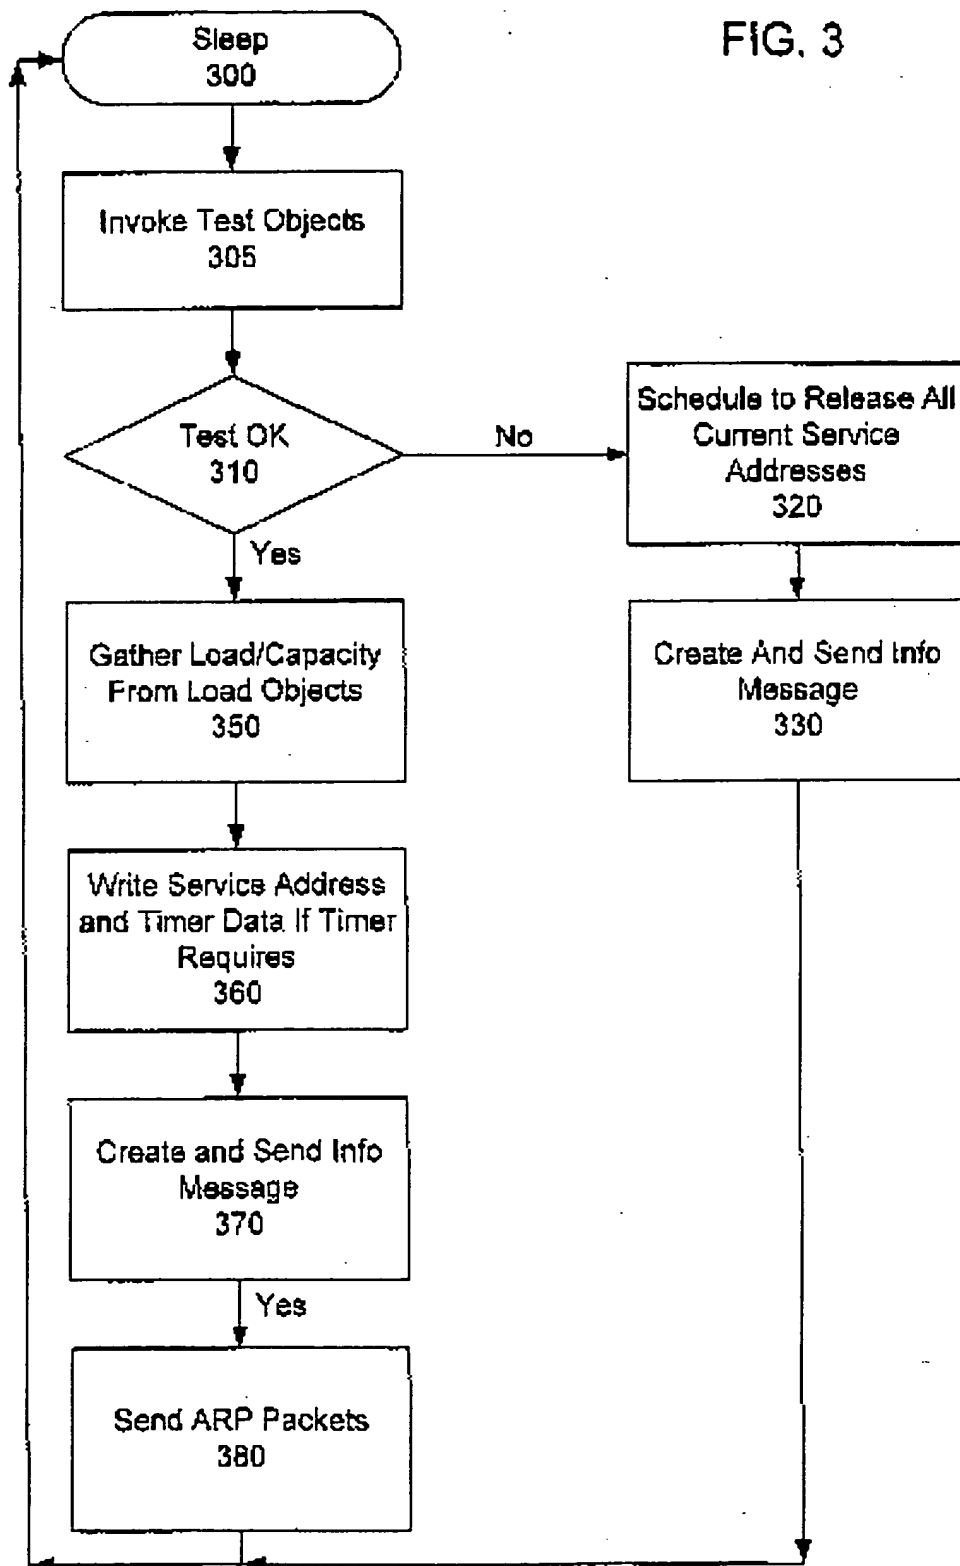 FIG. 3
Sleep
300
Invoke Test Objects
305
Test OK
310
No
Yes
Schedule to Release All
Current Service
Addresses
320
Create And Send Info
Message
330
Gather Load/Capacity
From Load Objects
350
Write Service Address
and Timer Data If Timer
Requires
360
Create and Send Info
Message
370
Yes
Send ARP Packets
380